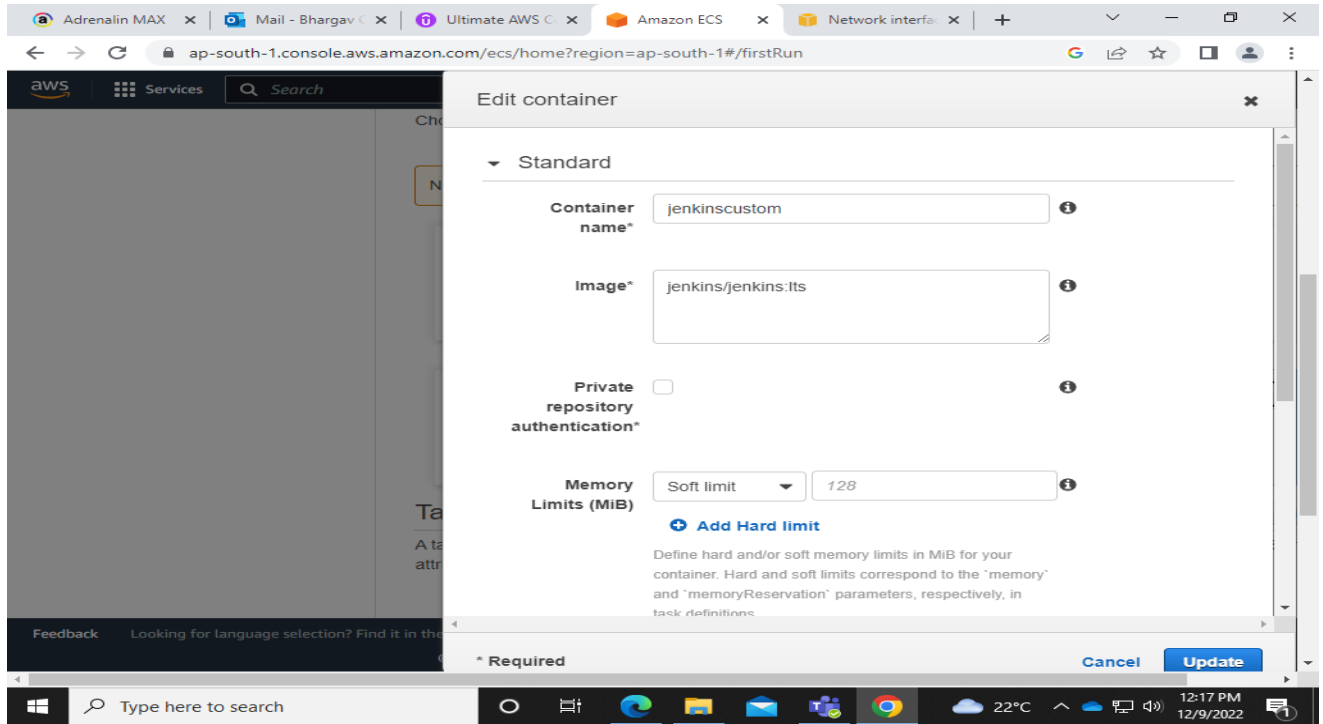 Adrenalin MAX
Mail - Bhargav C
Ultimate AWS C
Amazon ECS
Network interfac
ap-south-1.console.aws.amazon.com/ecs/home?region=ap-south-1#/firstRun
aws
Services
Search
Edit container
Cho
Standard
N
Container
name*
jenkinscustom
Image*
jenkins/jenkins:lts
Private
repository
authentication*
Memory
Limits (MiB)
Soft limit
128
Add Hard limit
Ta
A ta
attr
Define hard and/or soft memory limits in MiB for your
container. Hard and soft limits correspond to the `memory`
and `memoryReservation` parameters, respectively, in
task definitions
Feedback
Looking for language selection? Find it in the
* Required
Cancel
Update
Type here to search
22°C
12:17 PM
12/9/2022
1